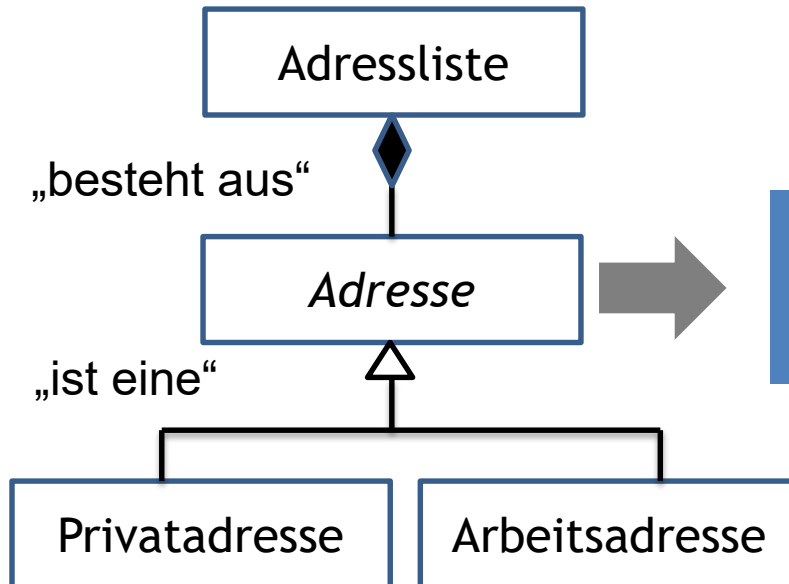 Adressliste
„besteht aus“
Adresse
„ist eine“
Privatadresse
Arbeitsadresse